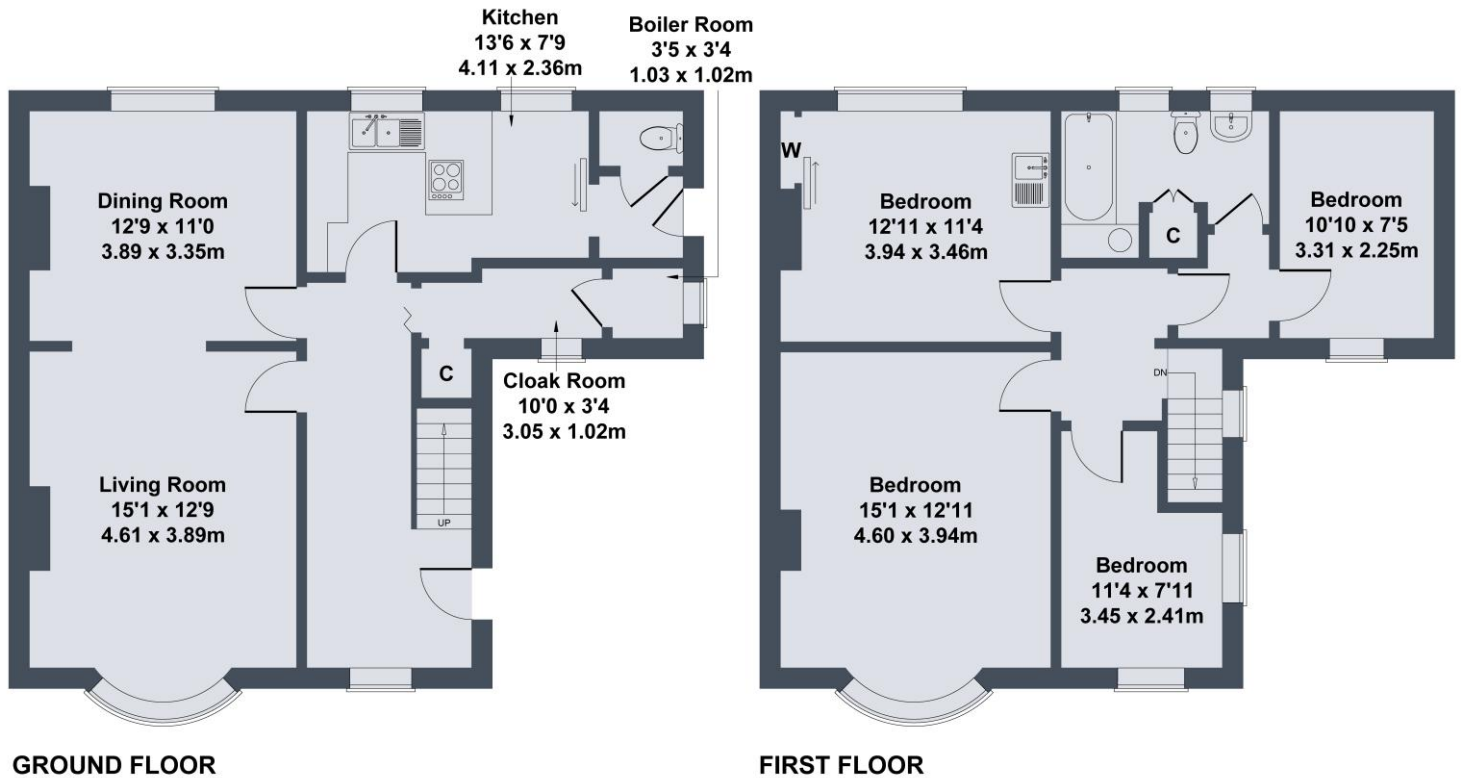 Kitchen
13'6 x 7'9
4.11 x 2.36m
Boiler Room
3'5 x 3'4
1.03 x 1.02m
Dining Room
12'9 x 11'0
3.89 x 3.35m
C
Cloak Room
10'0 x 3'4
3.05 x 1.02m
Living Room
15'1 x 12'9
4.61 x 3.89m
UP
GROUND FLOOR
W
Bedroom
12'11 x 11'4
3.94 x 3.46m
C
Bedroom
10'10 x 7'5
3.31 x 2.25m
DN
Bedroom
15'1 x 12'11
4.60 x 3.94m
Bedroom
11'4 x 7'11
3.45 x 2.41m
FIRST FLOOR